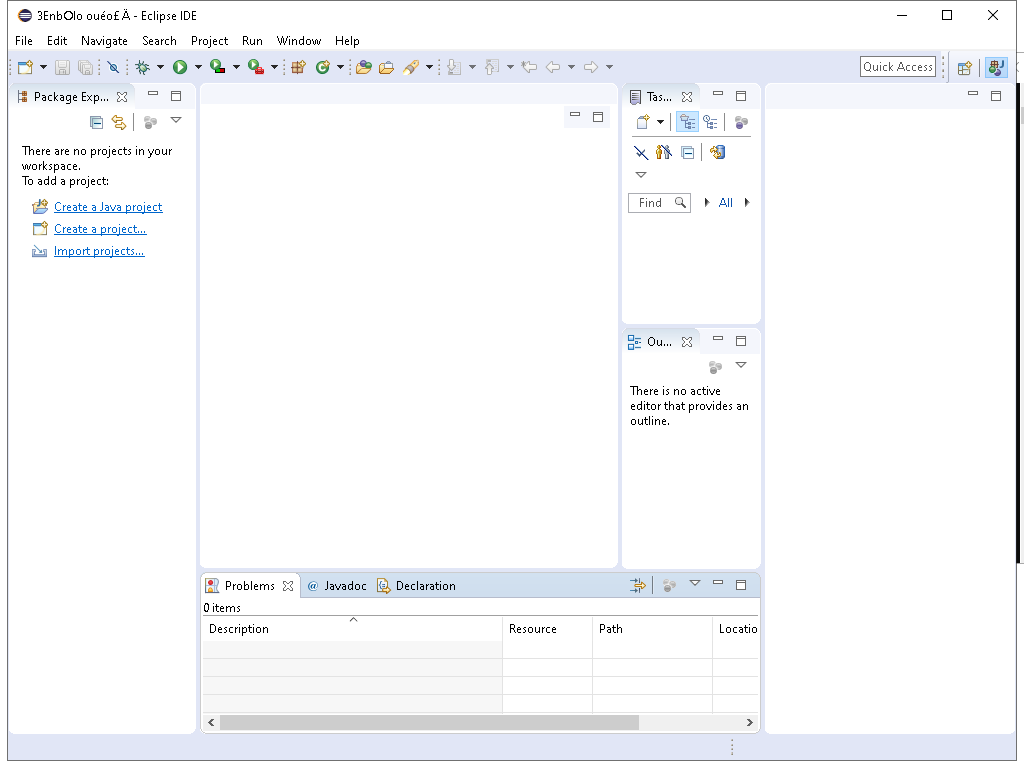 3EnbOlo ouéo£Ä - Eclipse IDE
File Edit Navigate Search Project Run Window Help
Quick Access
Package Exp...
There are no projects in your
workspace.
To add a project:
Create a Java project
Create a project...
Import projects...
Tas...
Find All
Ou...
There is no active
editor that provides an
outline.
Problems @ Javadoc Declaration
0 items
Description Resource Path Locatio